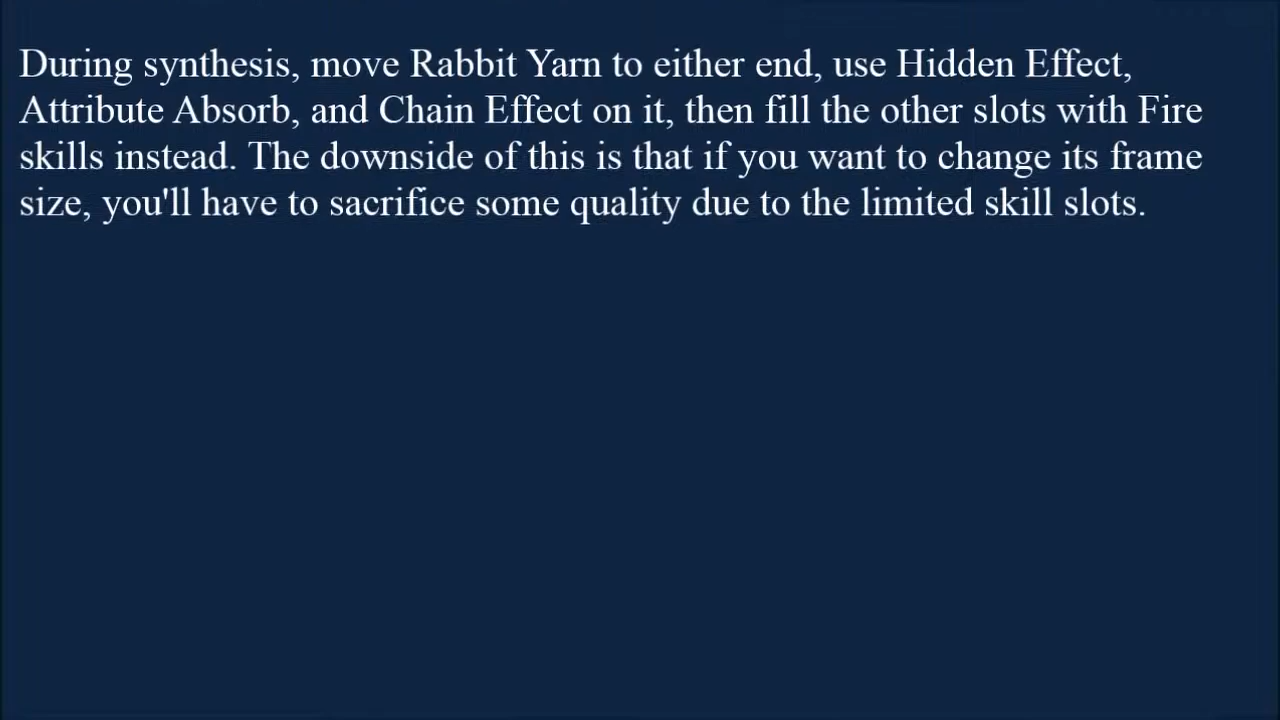 During synthesis, move Rabbit Yarn to either end, use Hidden Effect,
Attribute Absorb, and Chain Effect on it, then fill the other slots with Fire
skills instead. The downside of this is that if you want to change its frame
size, you'll have to sacrifice some quality due to the limited skill slots.